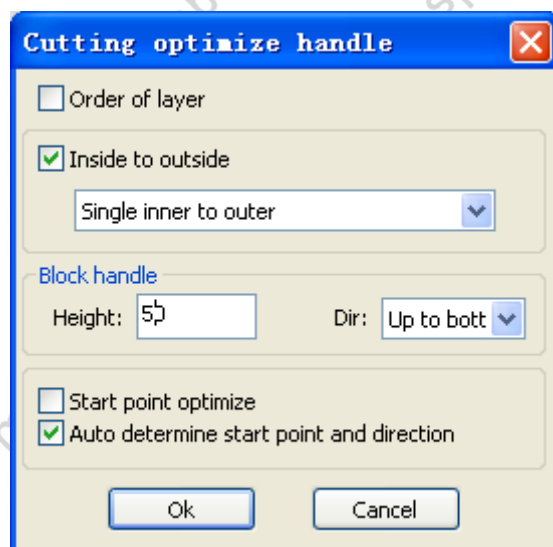 Cutting optimize handle
Order of layer
Inside to outside
Single inner to outer
Block handle
Height: Dir: Up to bott
Start point optimize
Auto determine start point and direction
Ok Cancel